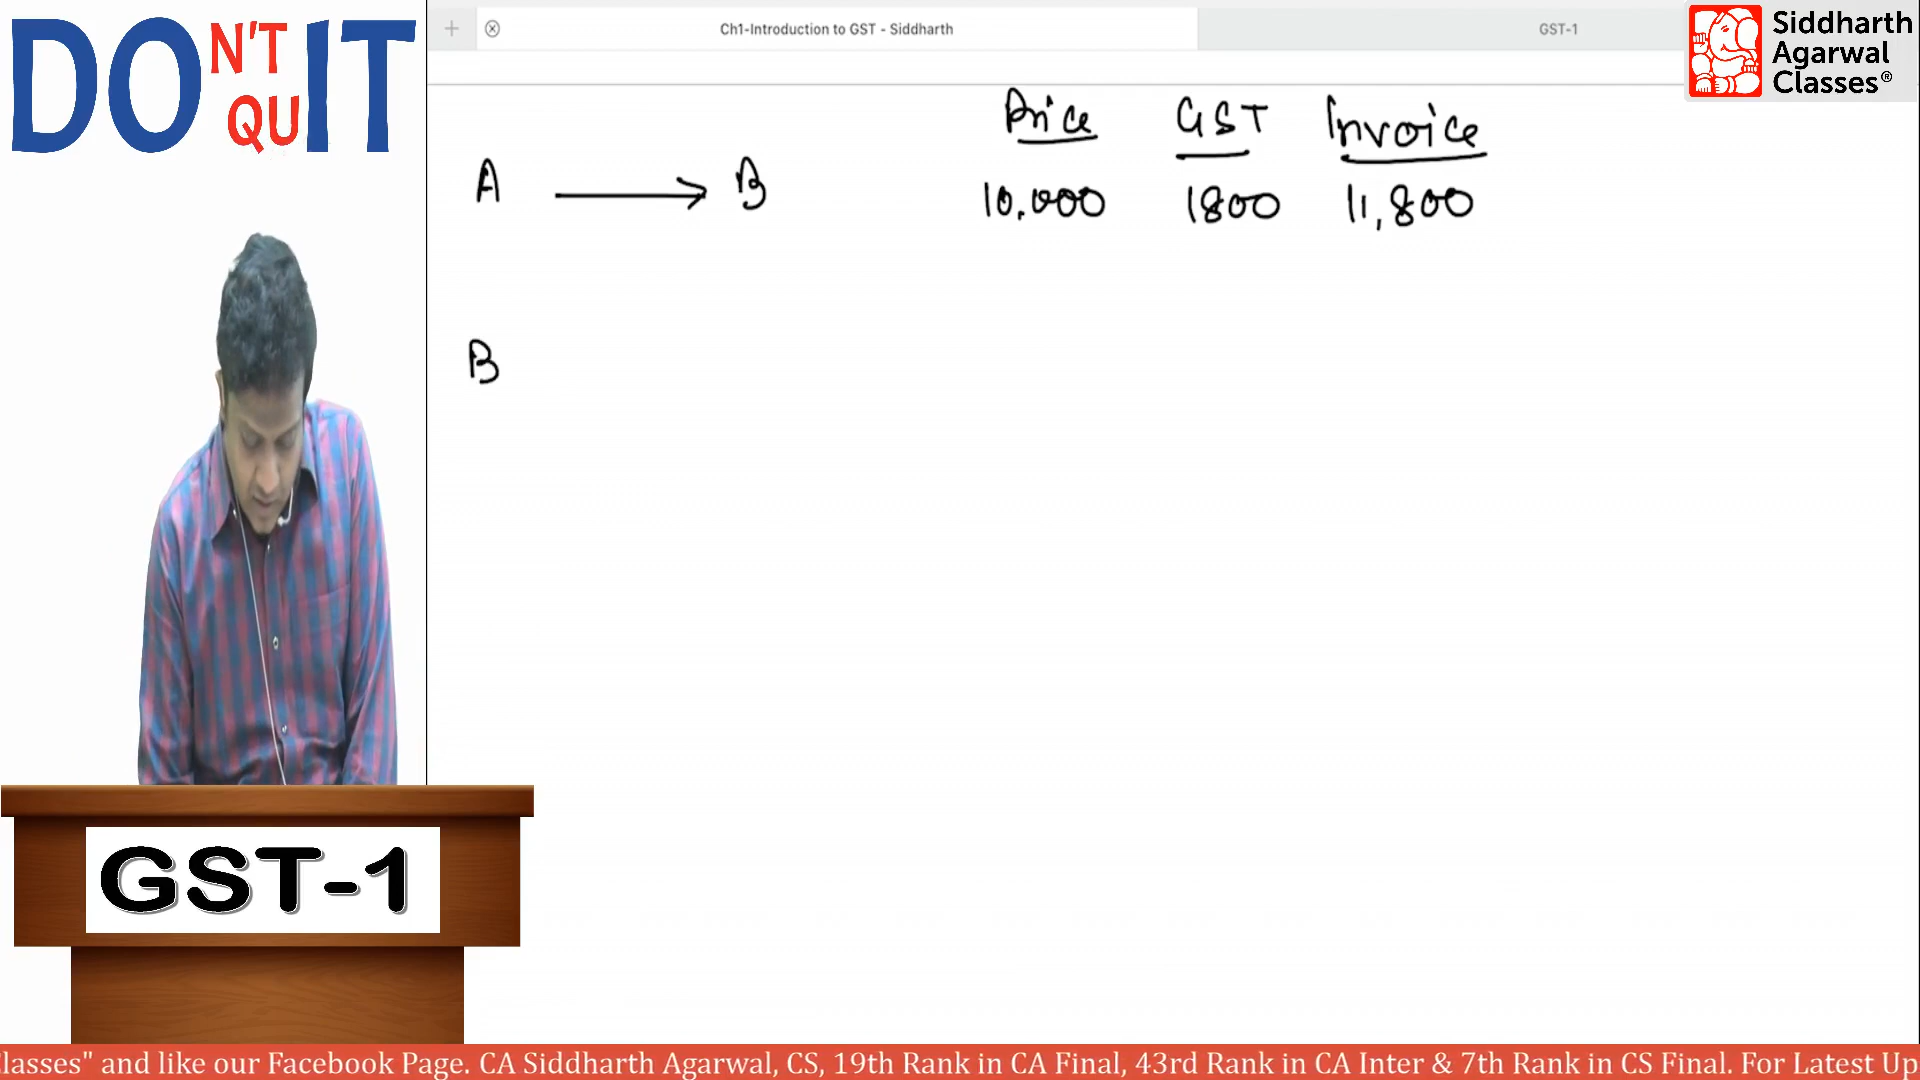 DON'T QUIT
Ch1-Introduction to GST - Siddharth
GST-1
Siddharth
Agarwal
Classes®
Price GST Invoice
A → B 10,000 1800 11,800
B
GST-1
Classes" and like our Facebook Page. CA Siddharth Agarwal, CS, 19th Rank in CA Final, 43rd Rank in CA Inter & 7th Rank in CS Final. For Latest Up